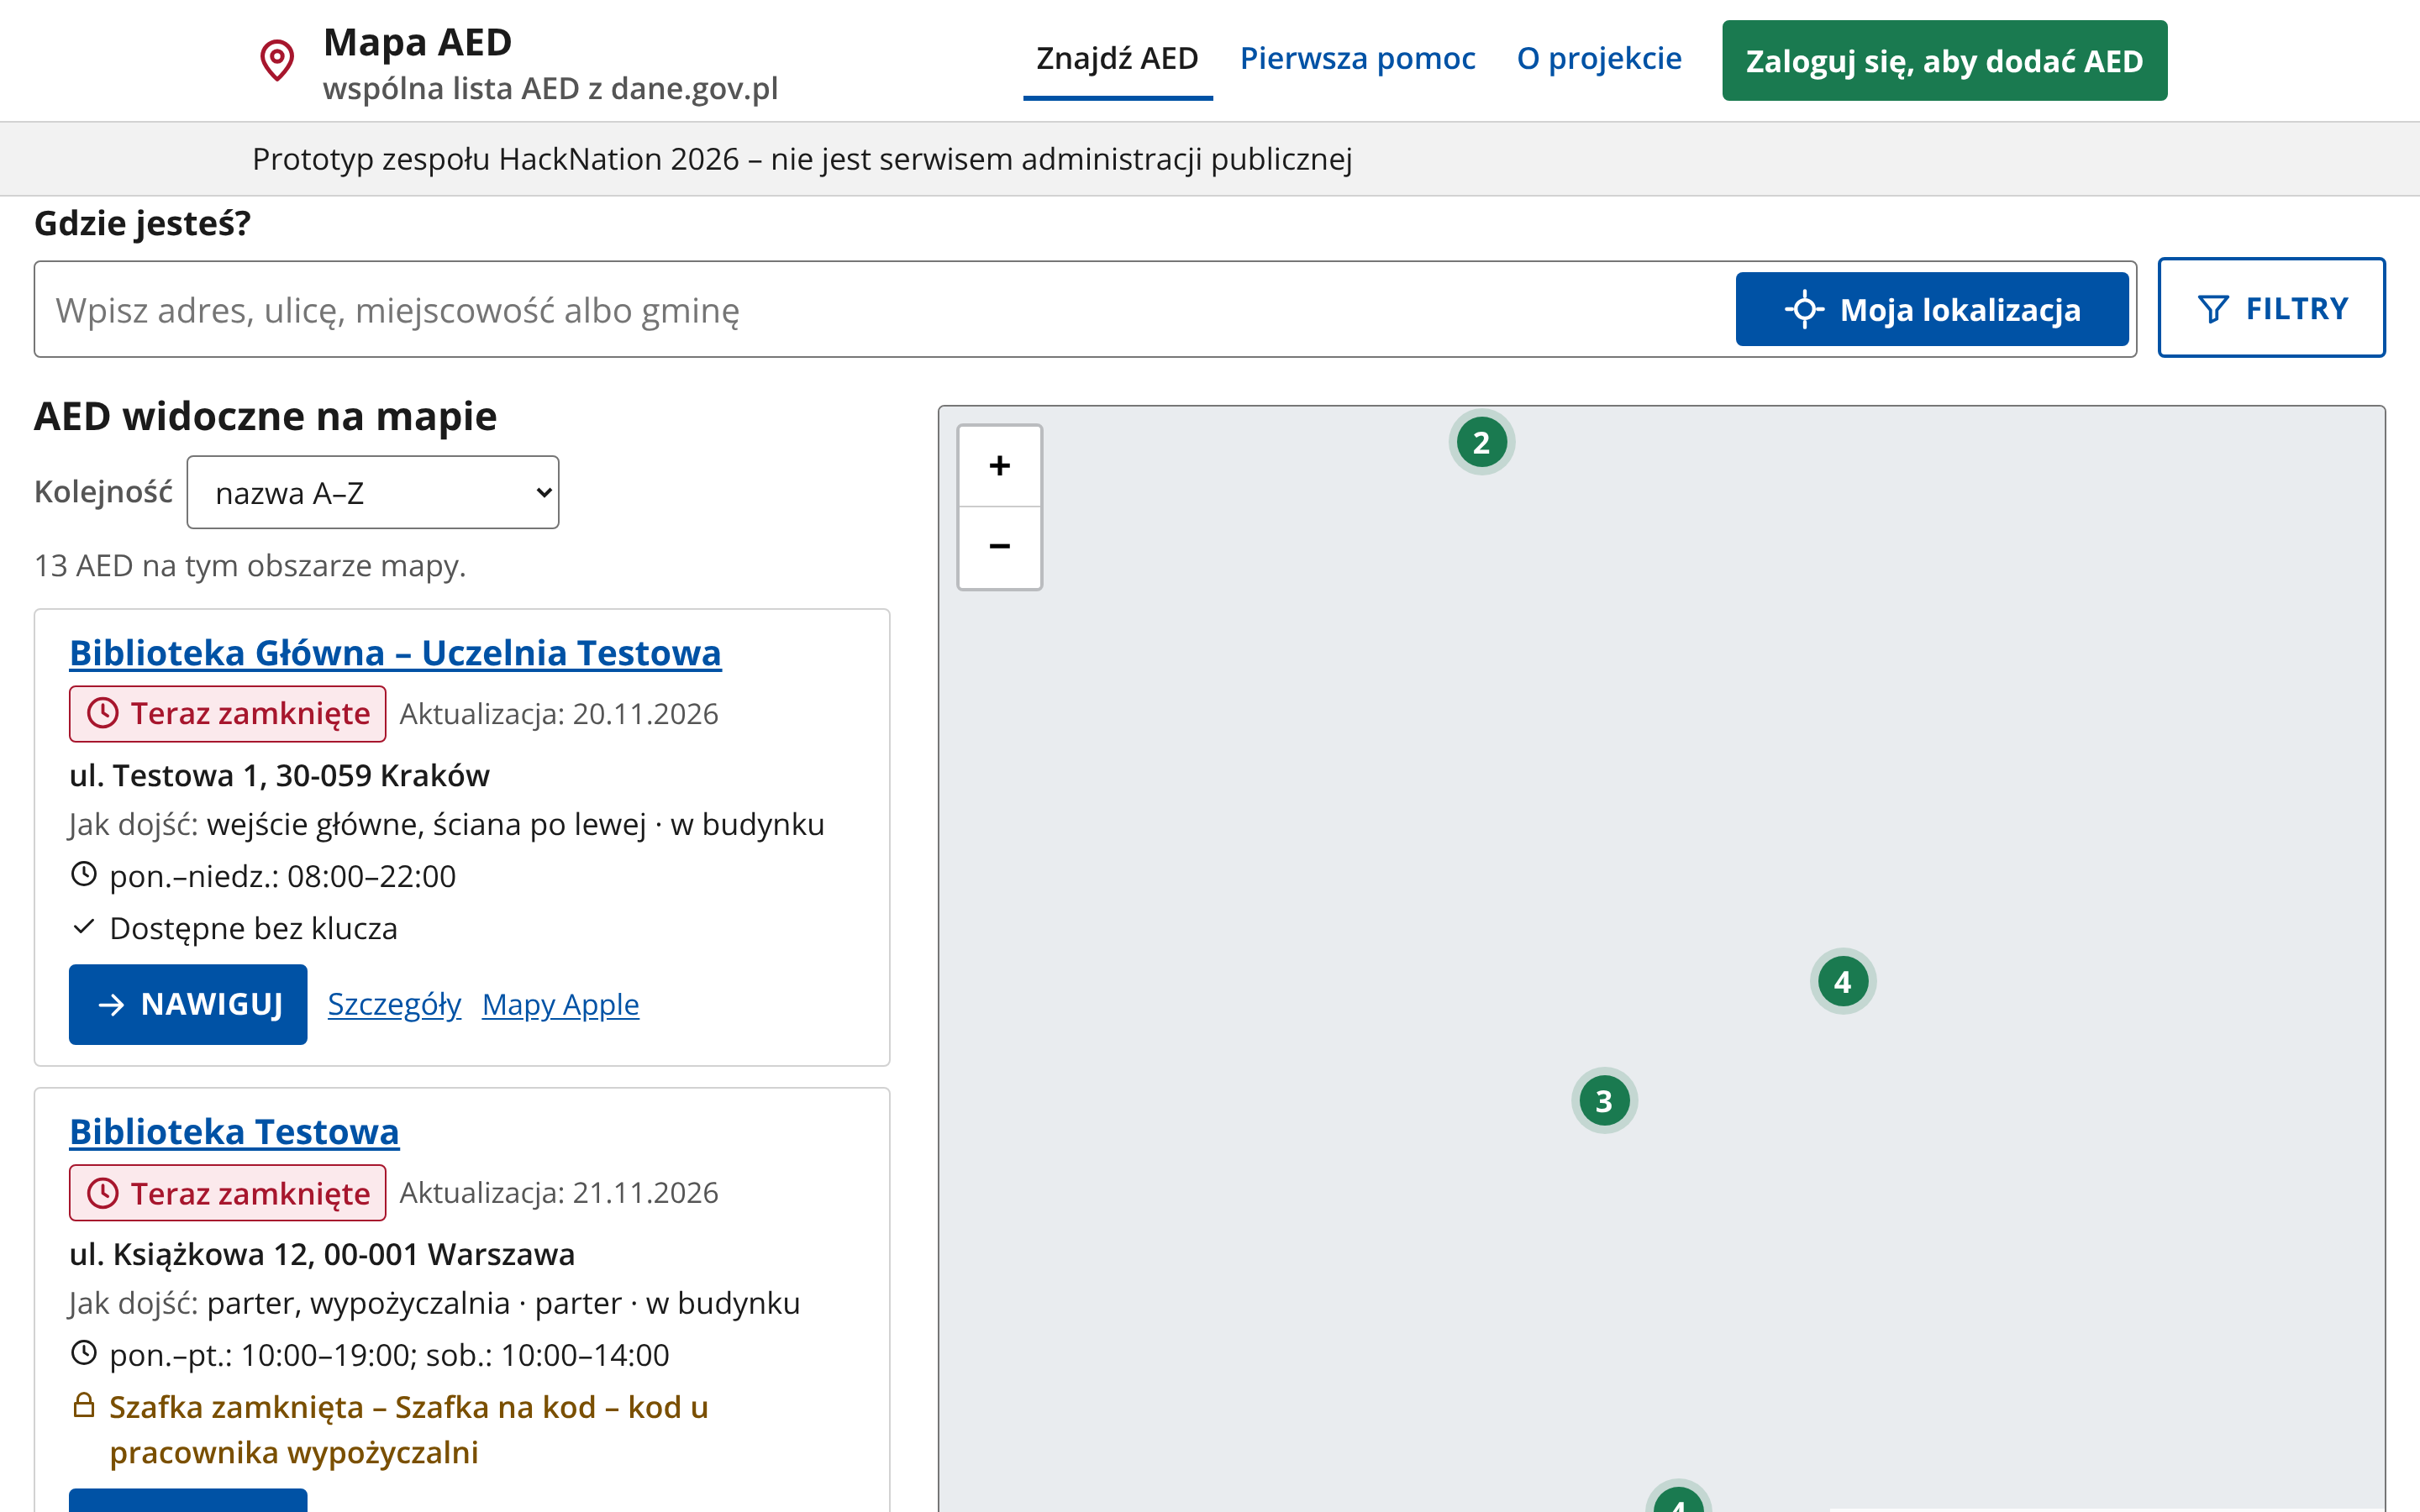 Mapa AED
wspólna lista AED z dane.gov.pl
Znajdź AED
Pierwsza pomoc
O projekcie
Zaloguj się, aby dodać AED
Prototyp zespołu HackNation 2026 – nie jest serwisem administracji publicznej
Gdzie jesteś?
Wpisz adres, ulicę, miejscowość albo gminę
Moja lokalizacja
FILTRY
AED widoczne na mapie
Kolejność
nazwa A–Z
13 AED na tym obszarze mapy.
Biblioteka Główna – Uczelnia Testowa
Teraz zamknięte
Aktualizacja: 20.11.2026
ul. Testowa 1, 30-059 Kraków
Jak dojść: wejście główne, ściana po lewej · w budynku
pon.–niedz.: 08:00–22:00
Dostępne bez klucza
NAWIGUJ
Szczegóły
Mapy Apple
Biblioteka Testowa
Teraz zamknięte
Aktualizacja: 21.11.2026
ul. Książkowa 12, 00-001 Warszawa
Jak dojść: parter, wypożyczalnia · parter · w budynku
pon.–pt.: 10:00–19:00; sob.: 10:00–14:00
Szafka zamknięta – Szafka na kod – kod u
pracownika wypożyczalni
+
−
2
4
3